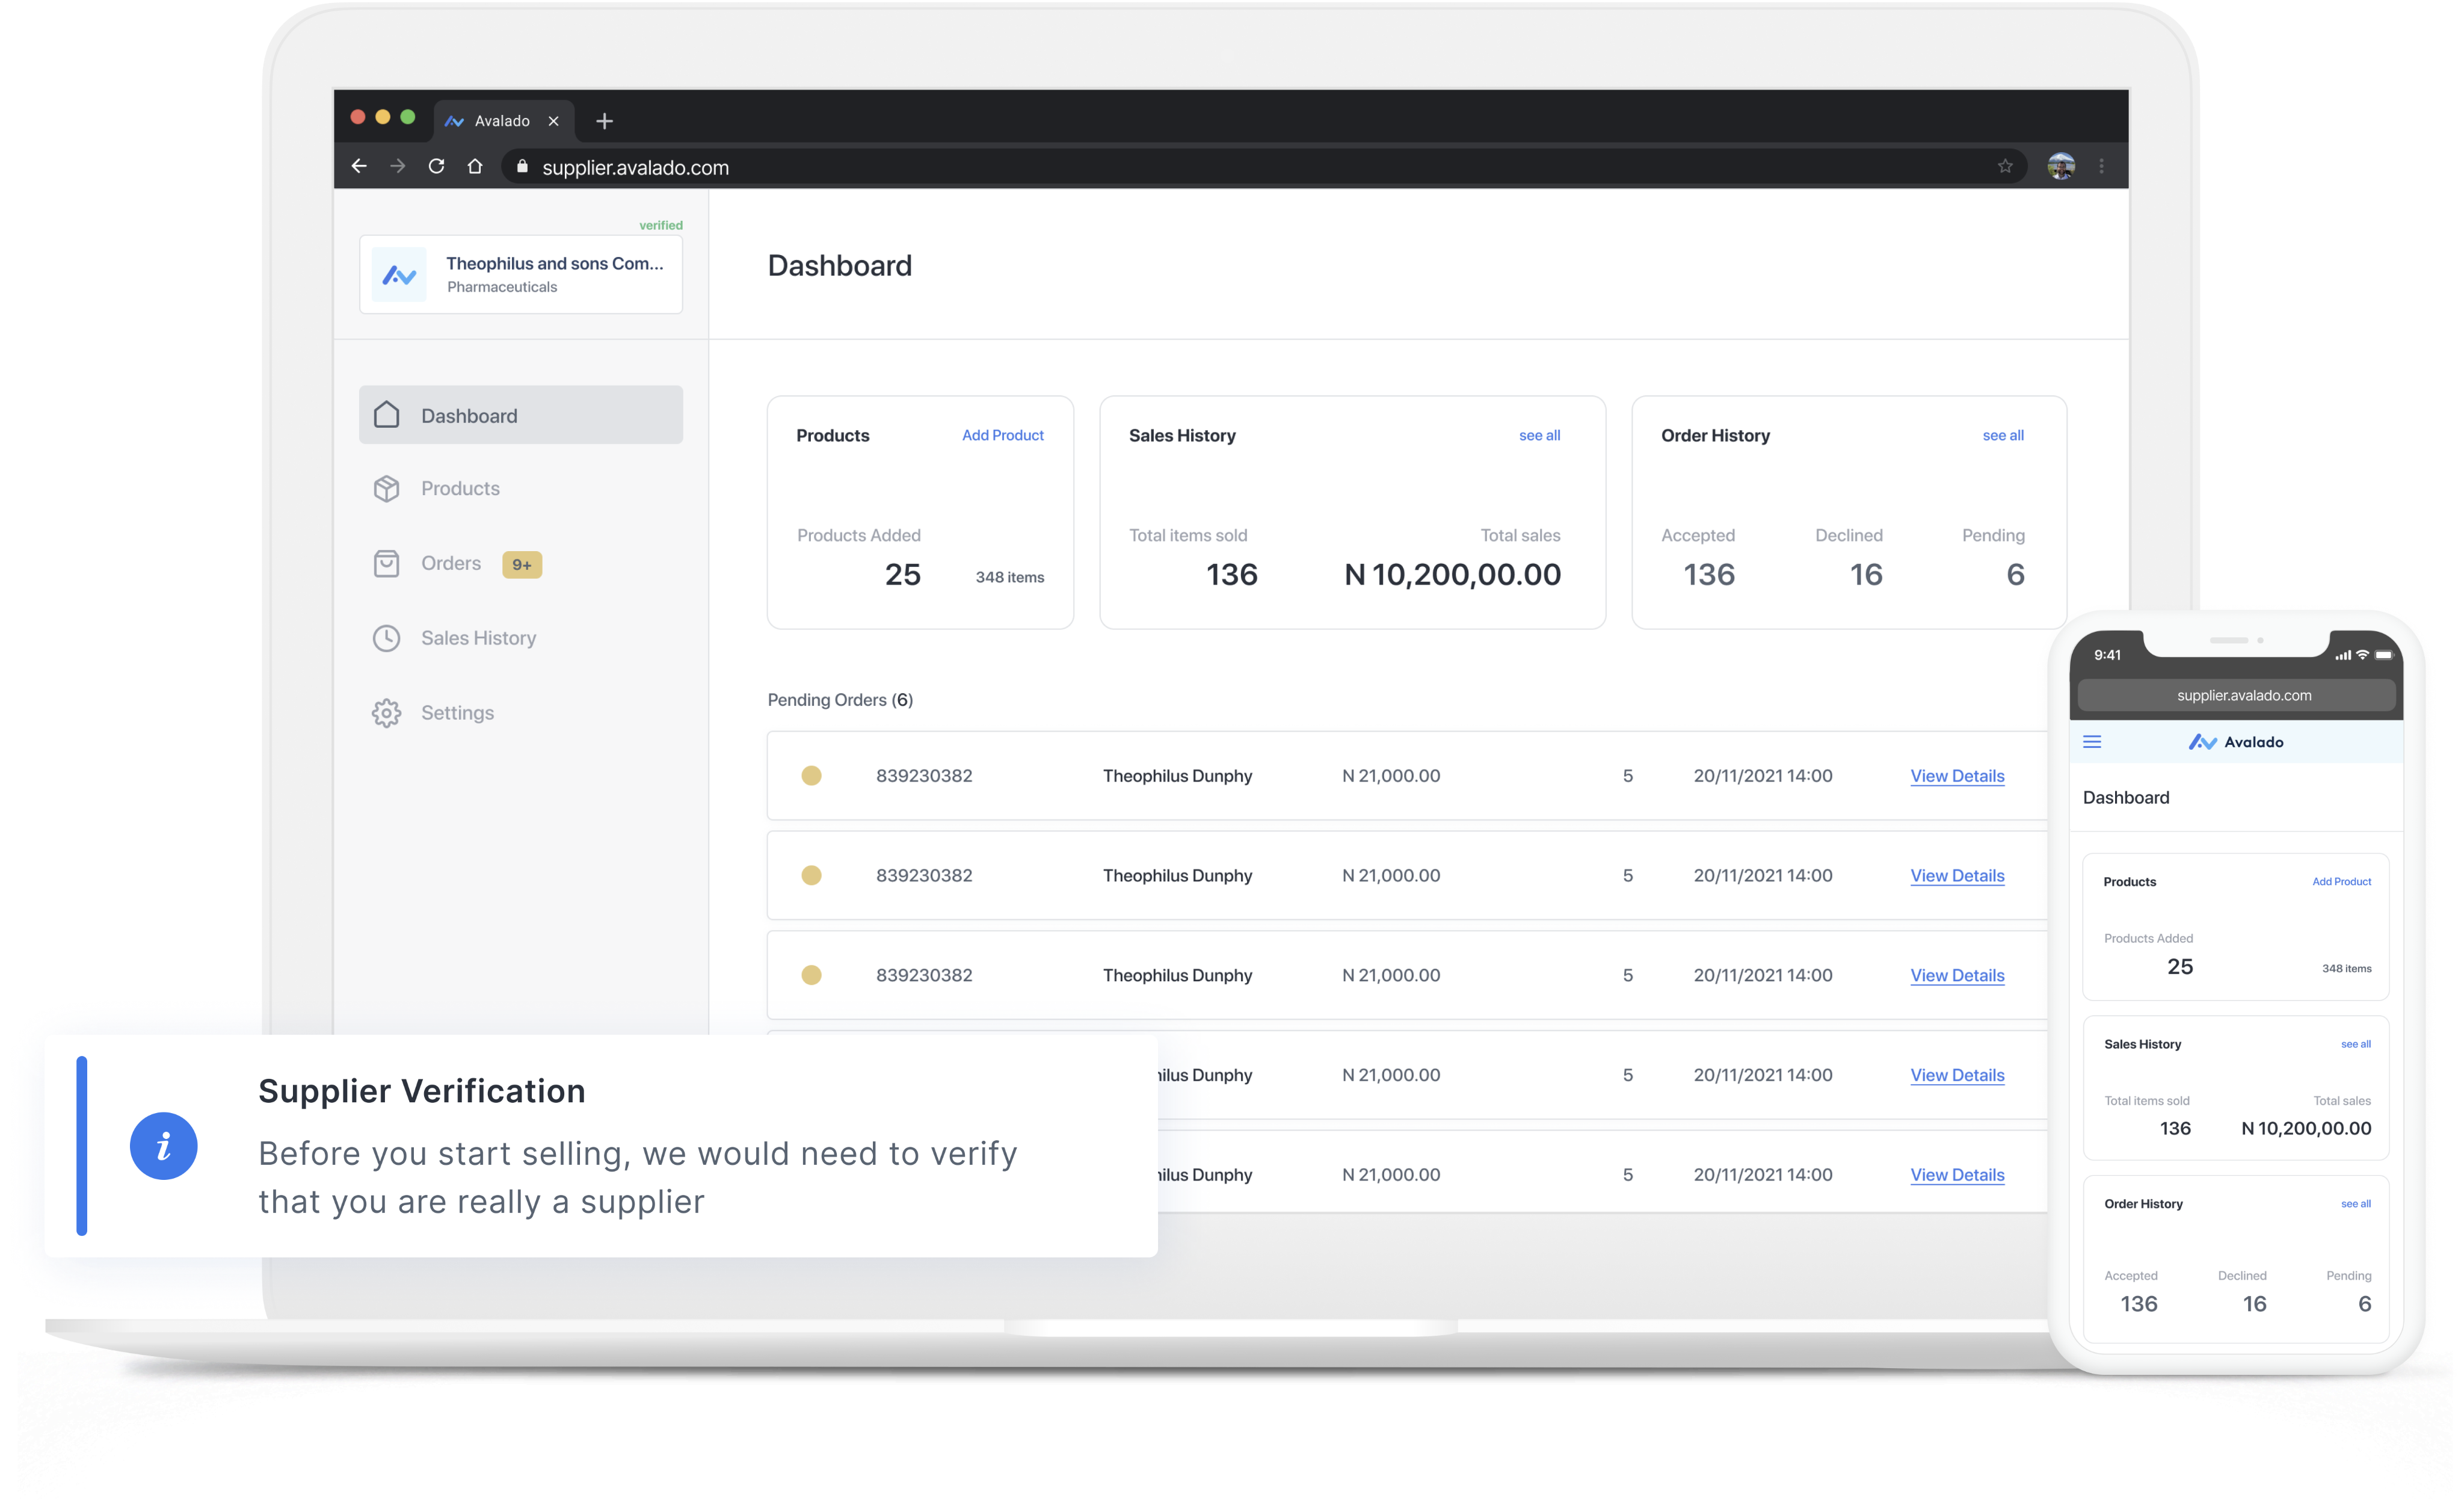 Avalado
supplier.avalado.com
verified
Theophilus and sons Com...
Pharmaceuticals
Dashboard
Products
Orders 9+
Sales History
Settings
Dashboard
Products Add Product
Products Added
25 348 items
Sales History see all
Total items sold Total sales
136 N 10,200,00.00
Order History see all
Accepted Declined Pending
136 16 6
Pending Orders (6)
839230382 Theophilus Dunphy N 21,000.00 5 20/11/2021 14:00 View Details
839230382 Theophilus Dunphy N 21,000.00 5 20/11/2021 14:00 View Details
839230382 Theophilus Dunphy N 21,000.00 5 20/11/2021 14:00 View Details
Dunphy N 21,000.00 5 20/11/2021 14:00 View Details
Dunphy N 21,000.00 5 20/11/2021 14:00 View Details
i
Supplier Verification
Before you start selling, we would need to verify
that you are really a supplier
9:41
supplier.avalado.com
Avalado
Dashboard
Products Add Product
Products Added
25 348 items
Sales History see all
Total items sold Total sales
136 N 10,200,00.00
Order History see all
Accepted Declined Pending
136 16 6